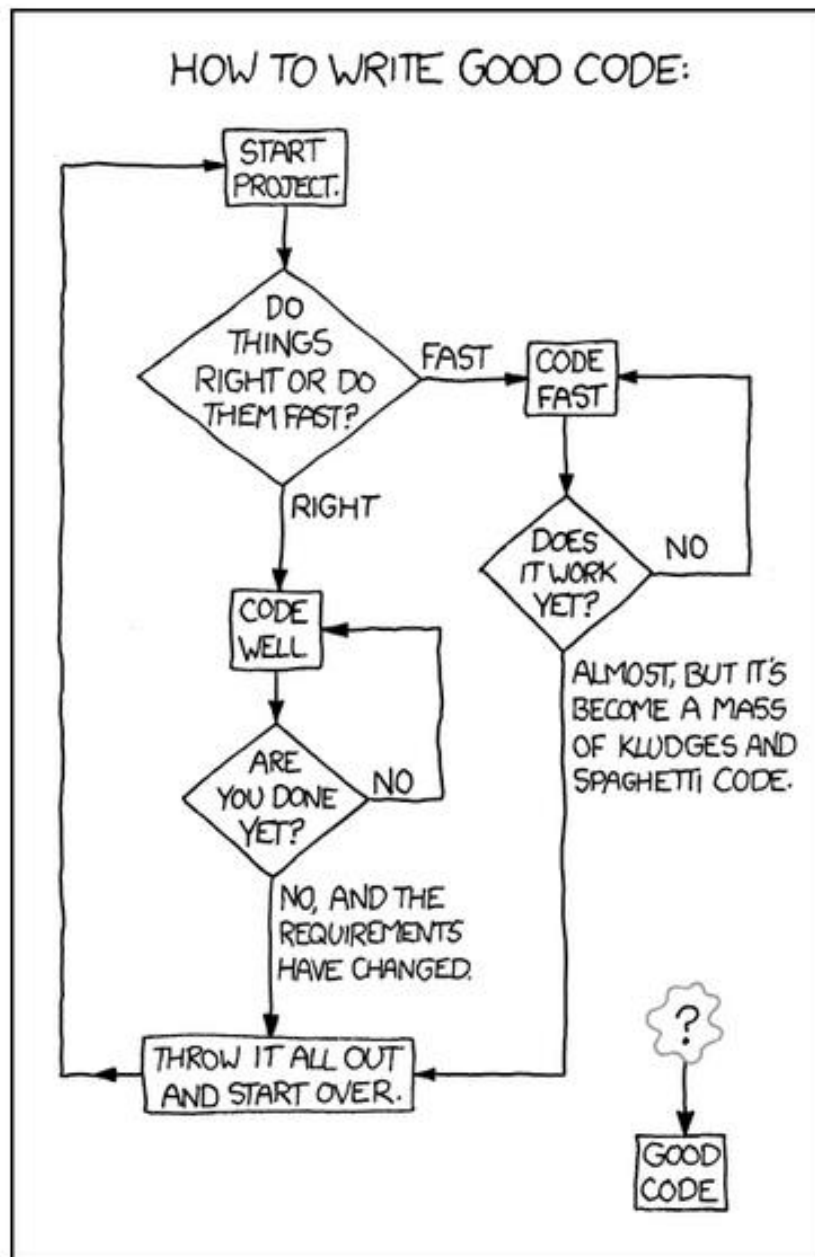 HOW TO WRITE GOOD CODE:
START
PROJECT.
DO
THINGS
RIGHT OR DO
THEM FAST?
FAST
CODE
FAST
RIGHT
DOES
IT WORK
YET?
NO
CODE
WELL
ALMOST, BUT IT'S
BECOME A MASS
OF KLUDGES AND
SPAGHETTI CODE.
ARE
YOU DONE
YET?
NO
NO, AND THE
REQUIREMENTS
HAVE CHANGED.
THROW IT ALL OUT
AND START OVER.
?
GOOD
CODE